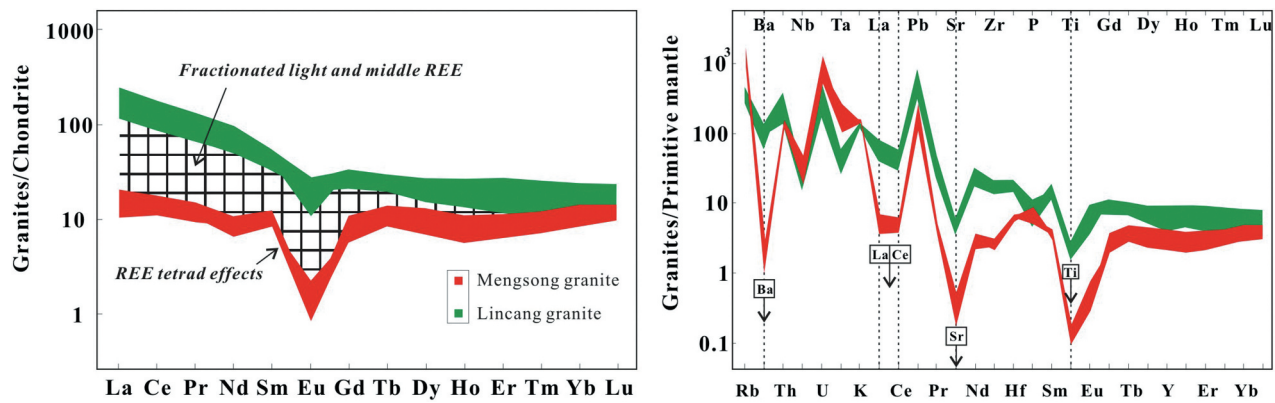 Granites/Chondrite
1000
100
10
1
Fractionated light and middle REE
REE tetrad effects
Mengsong granite
Lincang granite
La Ce Pr Nd Sm Eu Gd Tb Dy Ho Er Tm Yb Lu
Granites/Primitive mantle
Ba Nb Ta La Pb Sr Zr P Ti Gd Dy Ho Tm Lu
10³
100
10
1
0.1
Ba
La Ce
Sr
Ti
Rb Th U K Ce Pr Nd Hf Sm Eu Tb Y Er Yb